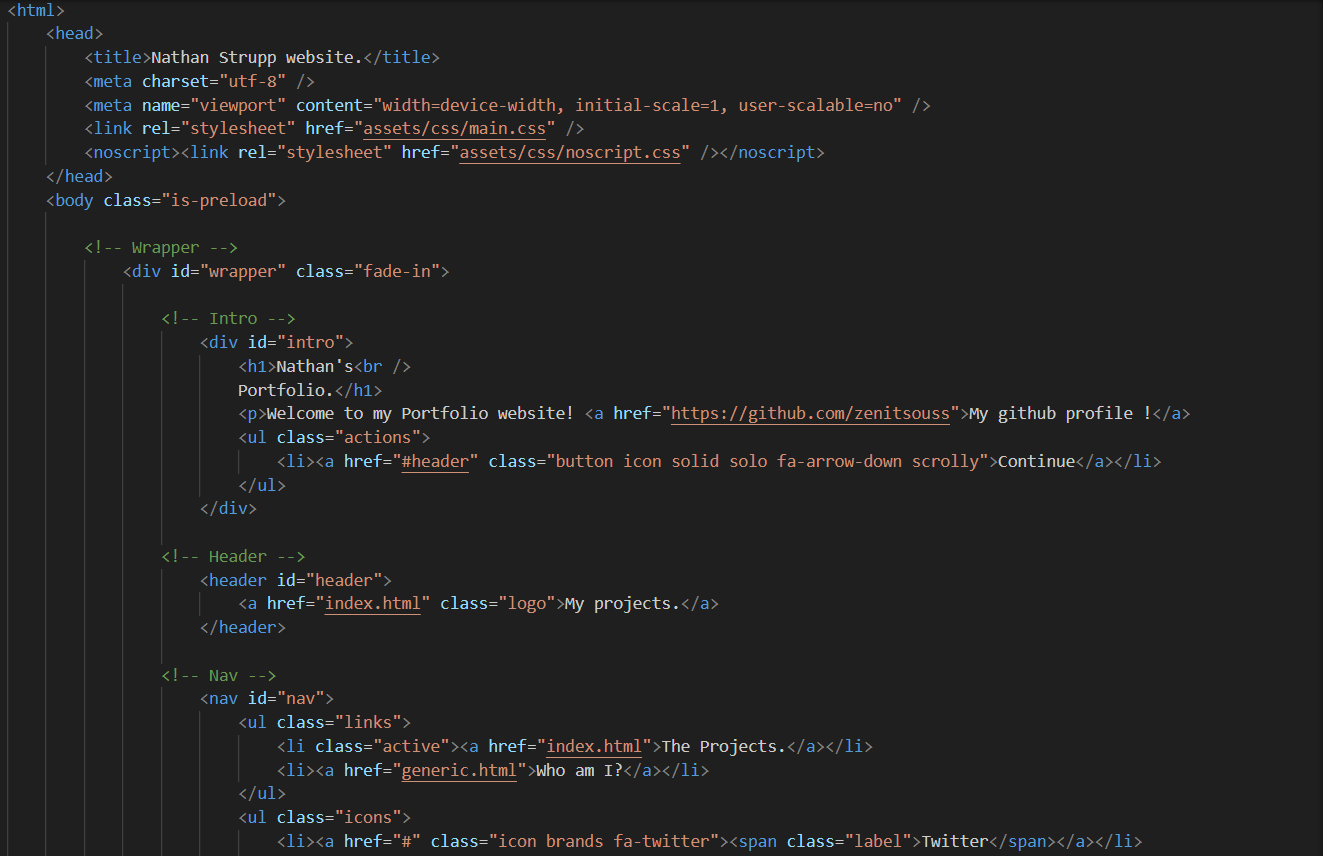 <html>
<head>
<title>Nathan Strupp website.</title>
<meta charset="utf-8" />
<meta name="viewport" content="width=device-width, initial-scale=1, user-scalable=no" />
<link rel="stylesheet" href="assets/css/main.css" />
<noscript><link rel="stylesheet" href="assets/css/noscript.css" /></noscript>
</head>
<body class="is-preload">
<!-- Wrapper -->
<div id="wrapper" class="fade-in">
<!-- Intro -->
<div id="intro">
<h1>Nathan's<br />
Portfolio.</h1>
<p>Welcome to my Portfolio website! <a href="https://github.com/zenitsouss">My github profile !</a>
<ul class="actions">
<li><a href="#header" class="button icon solid solo fa-arrow-down scrolly">Continue</a></li>
</ul>
</div>
<!-- Header -->
<header id="header">
<a href="index.html" class="logo">My projects.</a>
</header>
<!-- Nav -->
<nav id="nav">
<ul class="links">
<li class="active"><a href="index.html">The Projects.</a></li>
<li><a href="generic.html">Who am I?</a></li>
</ul>
<ul class="icons">
<li><a href="#" class="icon brands fa-twitter"><span class="label">Twitter</span></a></li>